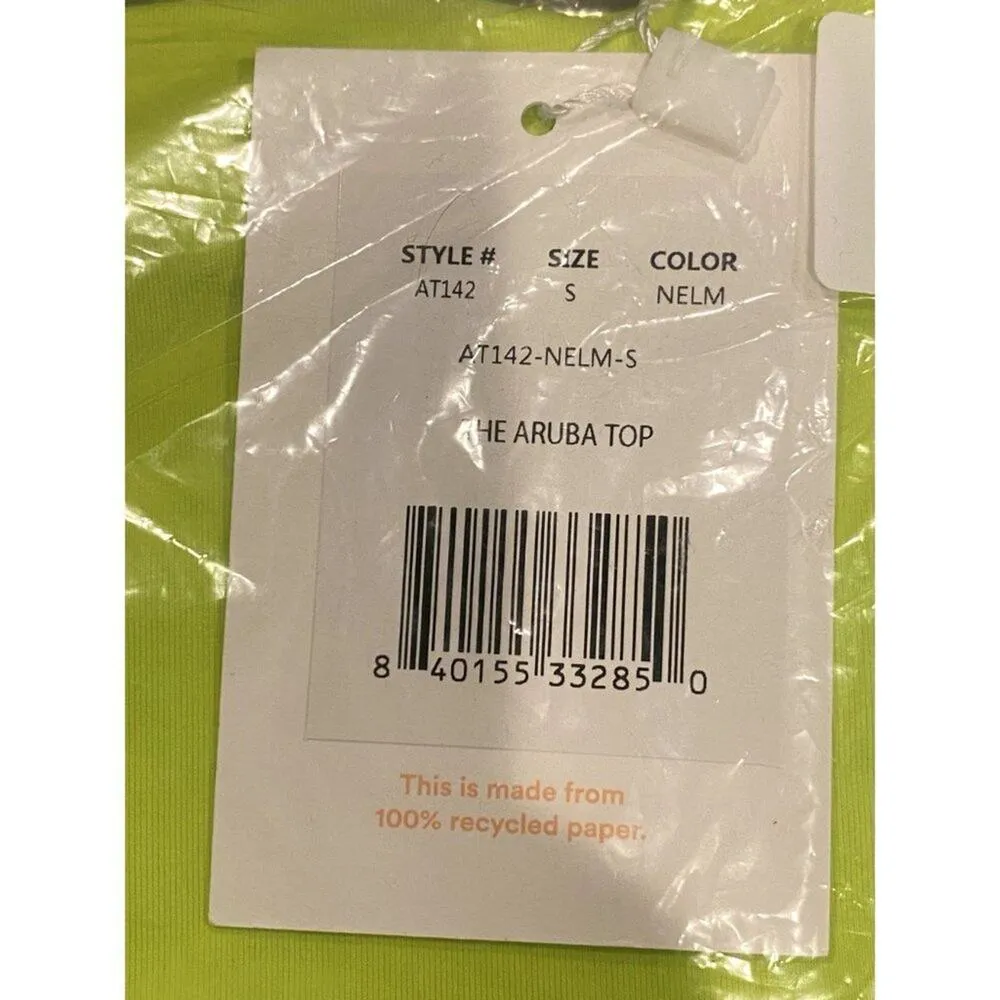 STYLE # SIZE COLOR
AT142 S NELM
AT142-NELM-S
THE ARUBA TOP
8 40155 33285 0
This is made from
100% recycled paper.